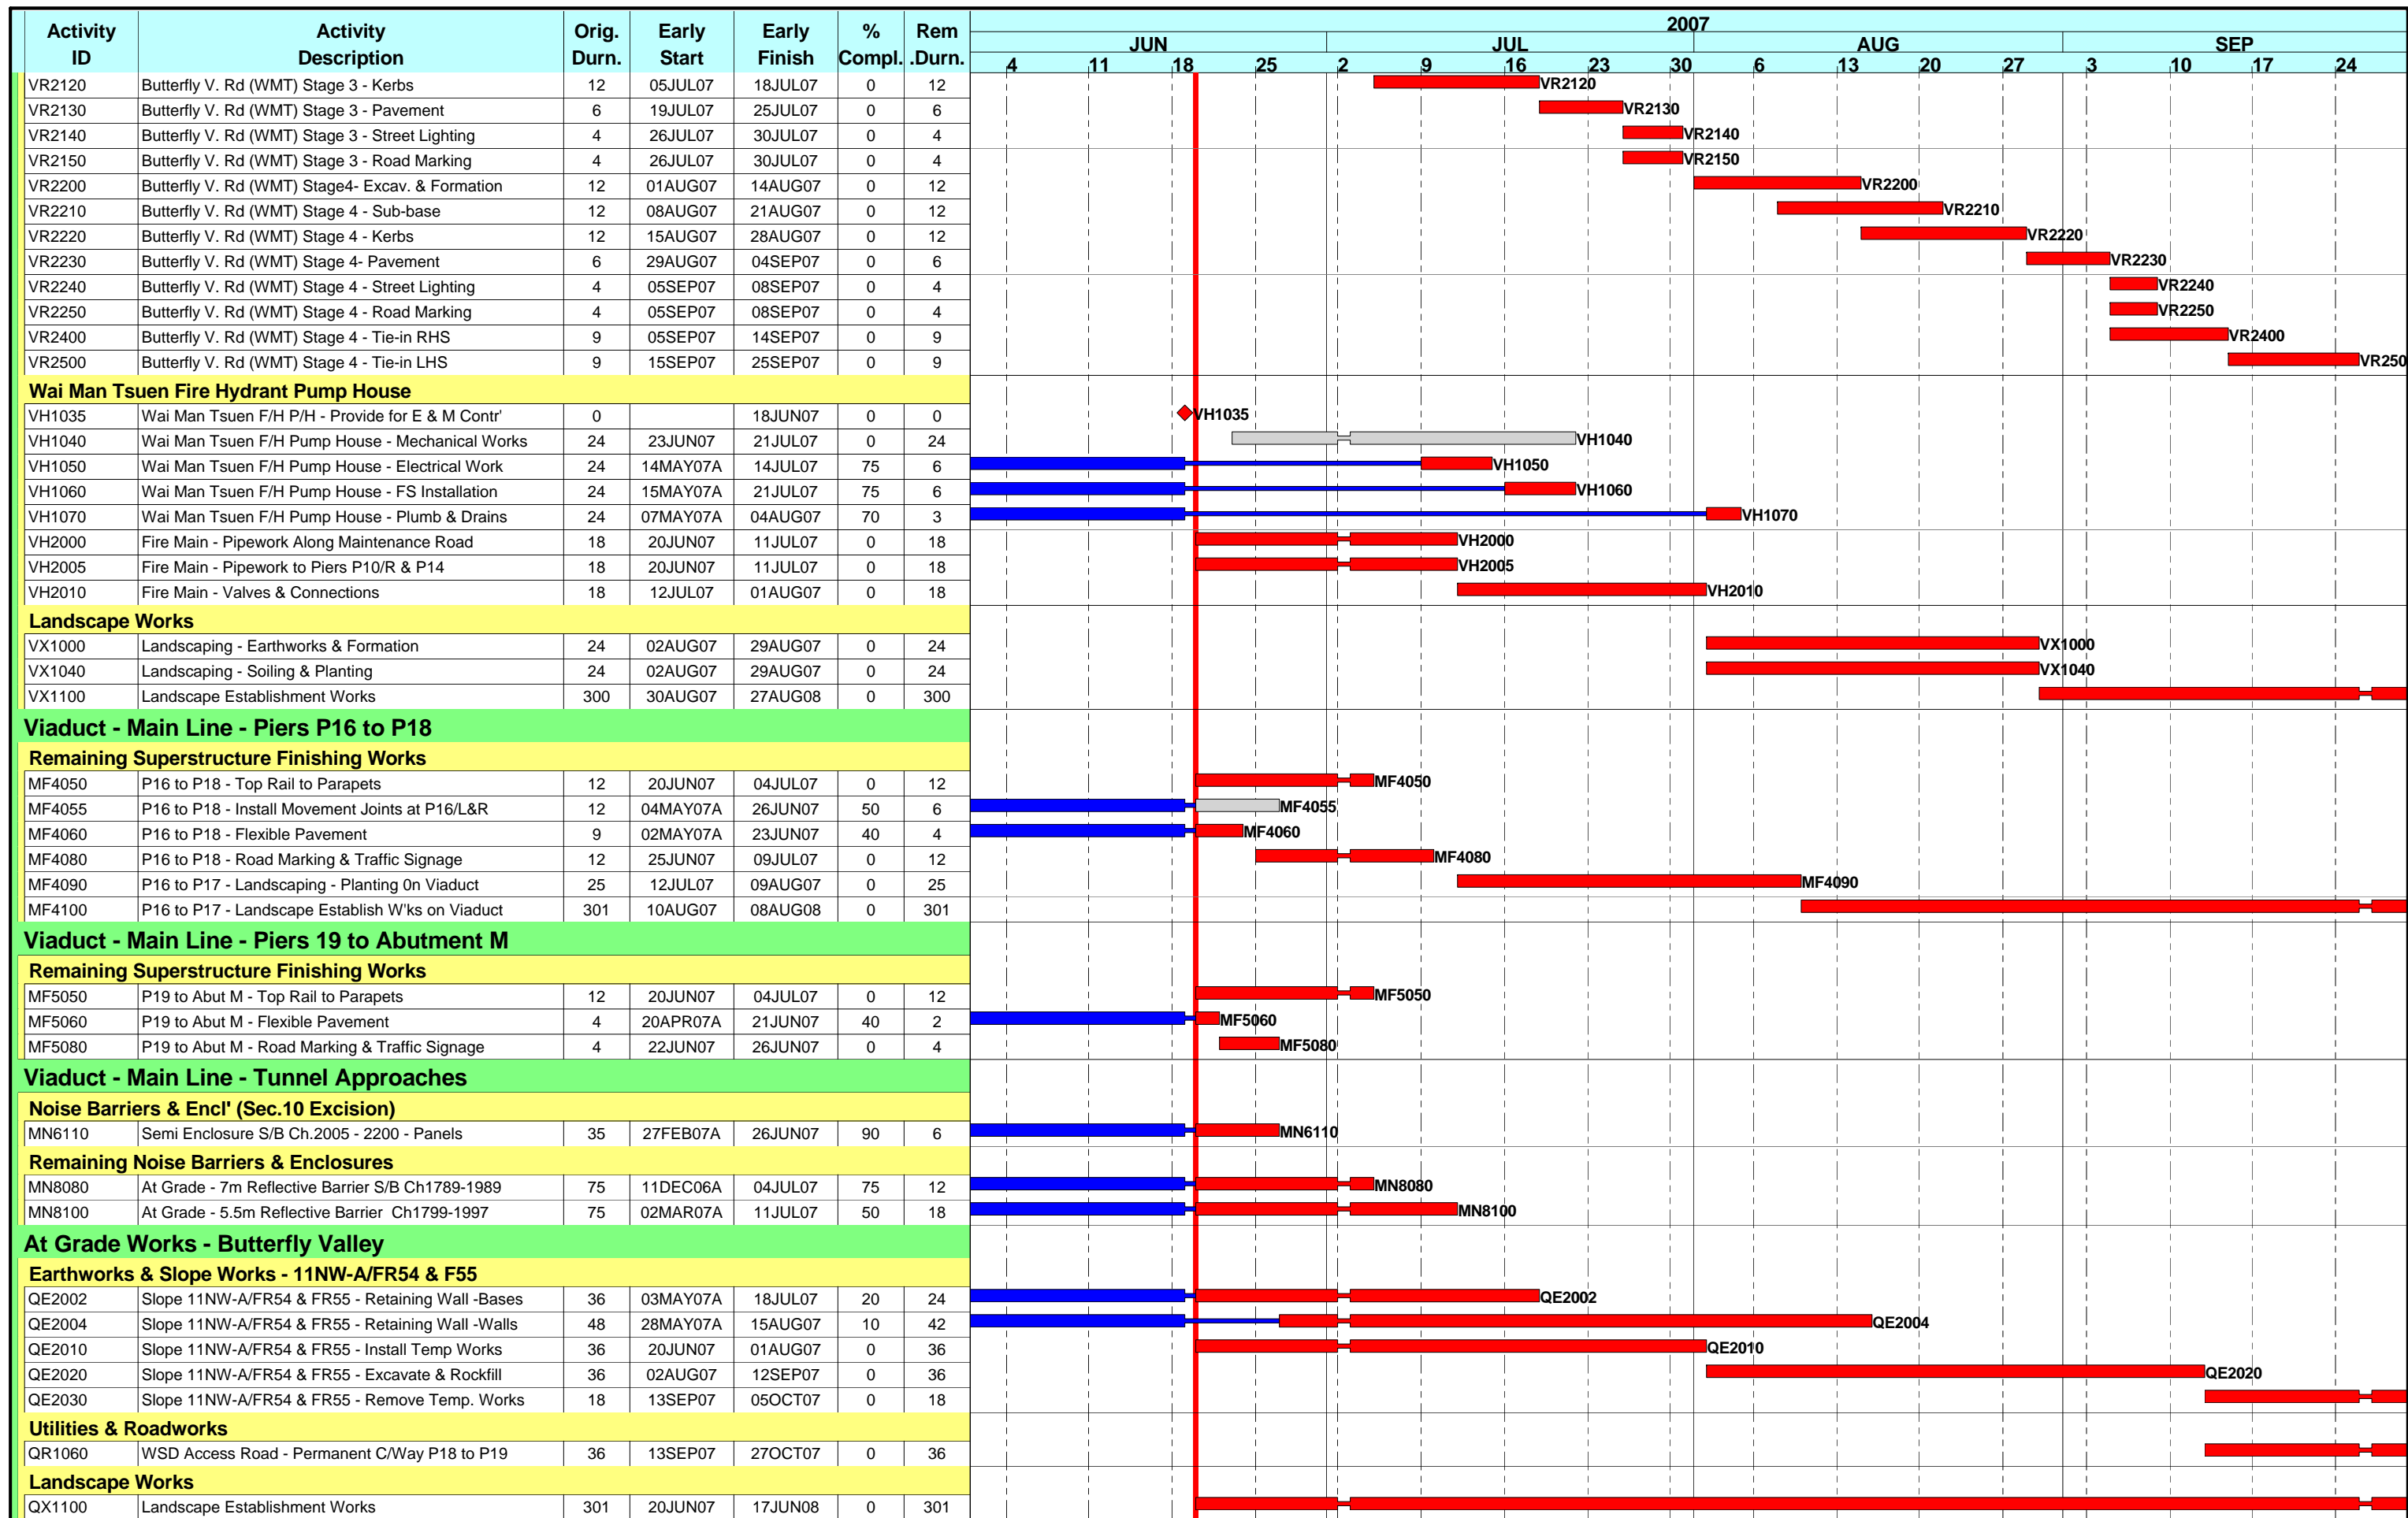 2007
Activity Activity Orig. Early Early % Rem JUN JUL AUG SEP
ID Description Durn. Start Finish Compl. .Durn. 4 11 18 25 2 9 16 23 30 6 13 20 27 3 10 17 24
VR2120 Butterfly V. Rd (WMT) Stage 3 - Kerbs 12 05JUL07 18JUL07 0 12 VR2120
VR2130 Butterfly V. Rd (WMT) Stage 3 - Pavement 6 19JUL07 25JUL07 0 6 VR2130
VR2140 Butterfly V. Rd (WMT) Stage 3 - Street Lighting 4 26JUL07 30JUL07 0 4 VR2140
VR2150 Butterfly V. Rd (WMT) Stage 3 - Road Marking 4 26JUL07 30JUL07 0 4 VR2150
VR2200 Butterfly V. Rd (WMT) Stage4- Excav. & Formation 12 01AUG07 14AUG07 0 12 VR2200
VR2210 Butterfly V. Rd (WMT) Stage 4 - Sub-base 12 08AUG07 21AUG07 0 12 VR2210
VR2220 Butterfly V. Rd (WMT) Stage 4 - Kerbs 12 15AUG07 28AUG07 0 12 VR2220
VR2230 Butterfly V. Rd (WMT) Stage 4- Pavement 6 29AUG07 04SEP07 0 6 VR2230
VR2240 Butterfly V. Rd (WMT) Stage 4 - Street Lighting 4 05SEP07 08SEP07 0 4 VR2240
VR2250 Butterfly V. Rd (WMT) Stage 4 - Road Marking 4 05SEP07 08SEP07 0 4 VR2250
VR2400 Butterfly V. Rd (WMT) Stage 4 - Tie-in RHS 9 05SEP07 14SEP07 0 9 VR2400
VR2500 Butterfly V. Rd (WMT) Stage 4 - Tie-in LHS 9 15SEP07 25SEP07 0 9 VR250
Wai Man Tsuen Fire Hydrant Pump House
VH1035 Wai Man Tsuen F/H P/H - Provide for E & M Contr' 0 18JUN07 0 0 VH1035
VH1040 Wai Man Tsuen F/H Pump House - Mechanical Works 24 23JUN07 21JUL07 0 24 VH1040
VH1050 Wai Man Tsuen F/H Pump House - Electrical Work 24 14MAY07A 14JUL07 75 6 VH1050
VH1060 Wai Man Tsuen F/H Pump House - FS Installation 24 15MAY07A 21JUL07 75 6 VH1060
VH1070 Wai Man Tsuen F/H Pump House - Plumb & Drains 24 07MAY07A 04AUG07 70 3 VH1070
VH2000 Fire Main - Pipework Along Maintenance Road 18 20JUN07 11JUL07 0 18 VH2000
VH2005 Fire Main - Pipework to Piers P10/R & P14 18 20JUN07 11JUL07 0 18 VH2005
VH2010 Fire Main - Valves & Connections 18 12JUL07 01AUG07 0 18 VH2010
Landscape Works
VX1000 Landscaping - Earthworks & Formation 24 02AUG07 29AUG07 0 24 VX1000
VX1040 Landscaping - Soiling & Planting 24 02AUG07 29AUG07 0 24 VX1040
VX1100 Landscape Establishment Works 300 30AUG07 27AUG08 0 300
Viaduct - Main Line - Piers P16 to P18
Remaining Superstructure Finishing Works
MF4050 P16 to P18 - Top Rail to Parapets 12 20JUN07 04JUL07 0 12 MF4050
MF4055 P16 to P18 - Install Movement Joints at P16/L&R 12 04MAY07A 26JUN07 50 6 MF4055
MF4060 P16 to P18 - Flexible Pavement 9 02MAY07A 23JUN07 40 4 MF4060
MF4080 P16 to P18 - Road Marking & Traffic Signage 12 25JUN07 09JUL07 0 12 MF4080
MF4090 P16 to P17 - Landscaping - Planting 0n Viaduct 25 12JUL07 09AUG07 0 25 MF4090
MF4100 P16 to P17 - Landscape Establish W'ks on Viaduct 301 10AUG07 08AUG08 0 301
Viaduct - Main Line - Piers 19 to Abutment M
Remaining Superstructure Finishing Works
MF5050 P19 to Abut M - Top Rail to Parapets 12 20JUN07 04JUL07 0 12 MF5050
MF5060 P19 to Abut M - Flexible Pavement 4 20APR07A 21JUN07 40 2 MF5060
MF5080 P19 to Abut M - Road Marking & Traffic Signage 4 22JUN07 26JUN07 0 4 MF5080
Viaduct - Main Line - Tunnel Approaches
Noise Barriers & Encl' (Sec.10 Excision)
MN6110 Semi Enclosure S/B Ch.2005 - 2200 - Panels 35 27FEB07A 26JUN07 90 6 MN6110
Remaining Noise Barriers & Enclosures
MN8080 At Grade - 7m Reflective Barrier S/B Ch1789-1989 75 11DEC06A 04JUL07 75 12 MN8080
MN8100 At Grade - 5.5m Reflective Barrier Ch1799-1997 75 02MAR07A 11JUL07 50 18 MN8100
At Grade Works - Butterfly Valley
Earthworks & Slope Works - 11NW-A/FR54 & F55
QE2002 Slope 11NW-A/FR54 & FR55 - Retaining Wall -Bases 36 03MAY07A 18JUL07 20 24 QE2002
QE2004 Slope 11NW-A/FR54 & FR55 - Retaining Wall -Walls 48 28MAY07A 15AUG07 10 42 QE2004
QE2010 Slope 11NW-A/FR54 & FR55 - Install Temp Works 36 20JUN07 01AUG07 0 36 QE2010
QE2020 Slope 11NW-A/FR54 & FR55 - Excavate & Rockfill 36 02AUG07 12SEP07 0 36 QE2020
QE2030 Slope 11NW-A/FR54 & FR55 - Remove Temp. Works 18 13SEP07 05OCT07 0 18
Utilities & Roadworks
QR1060 WSD Access Road - Permanent C/Way P18 to P19 36 13SEP07 27OCT07 0 36
Landscape Works
QX1100 Landscape Establishment Works 301 20JUN07 17JUN08 0 301